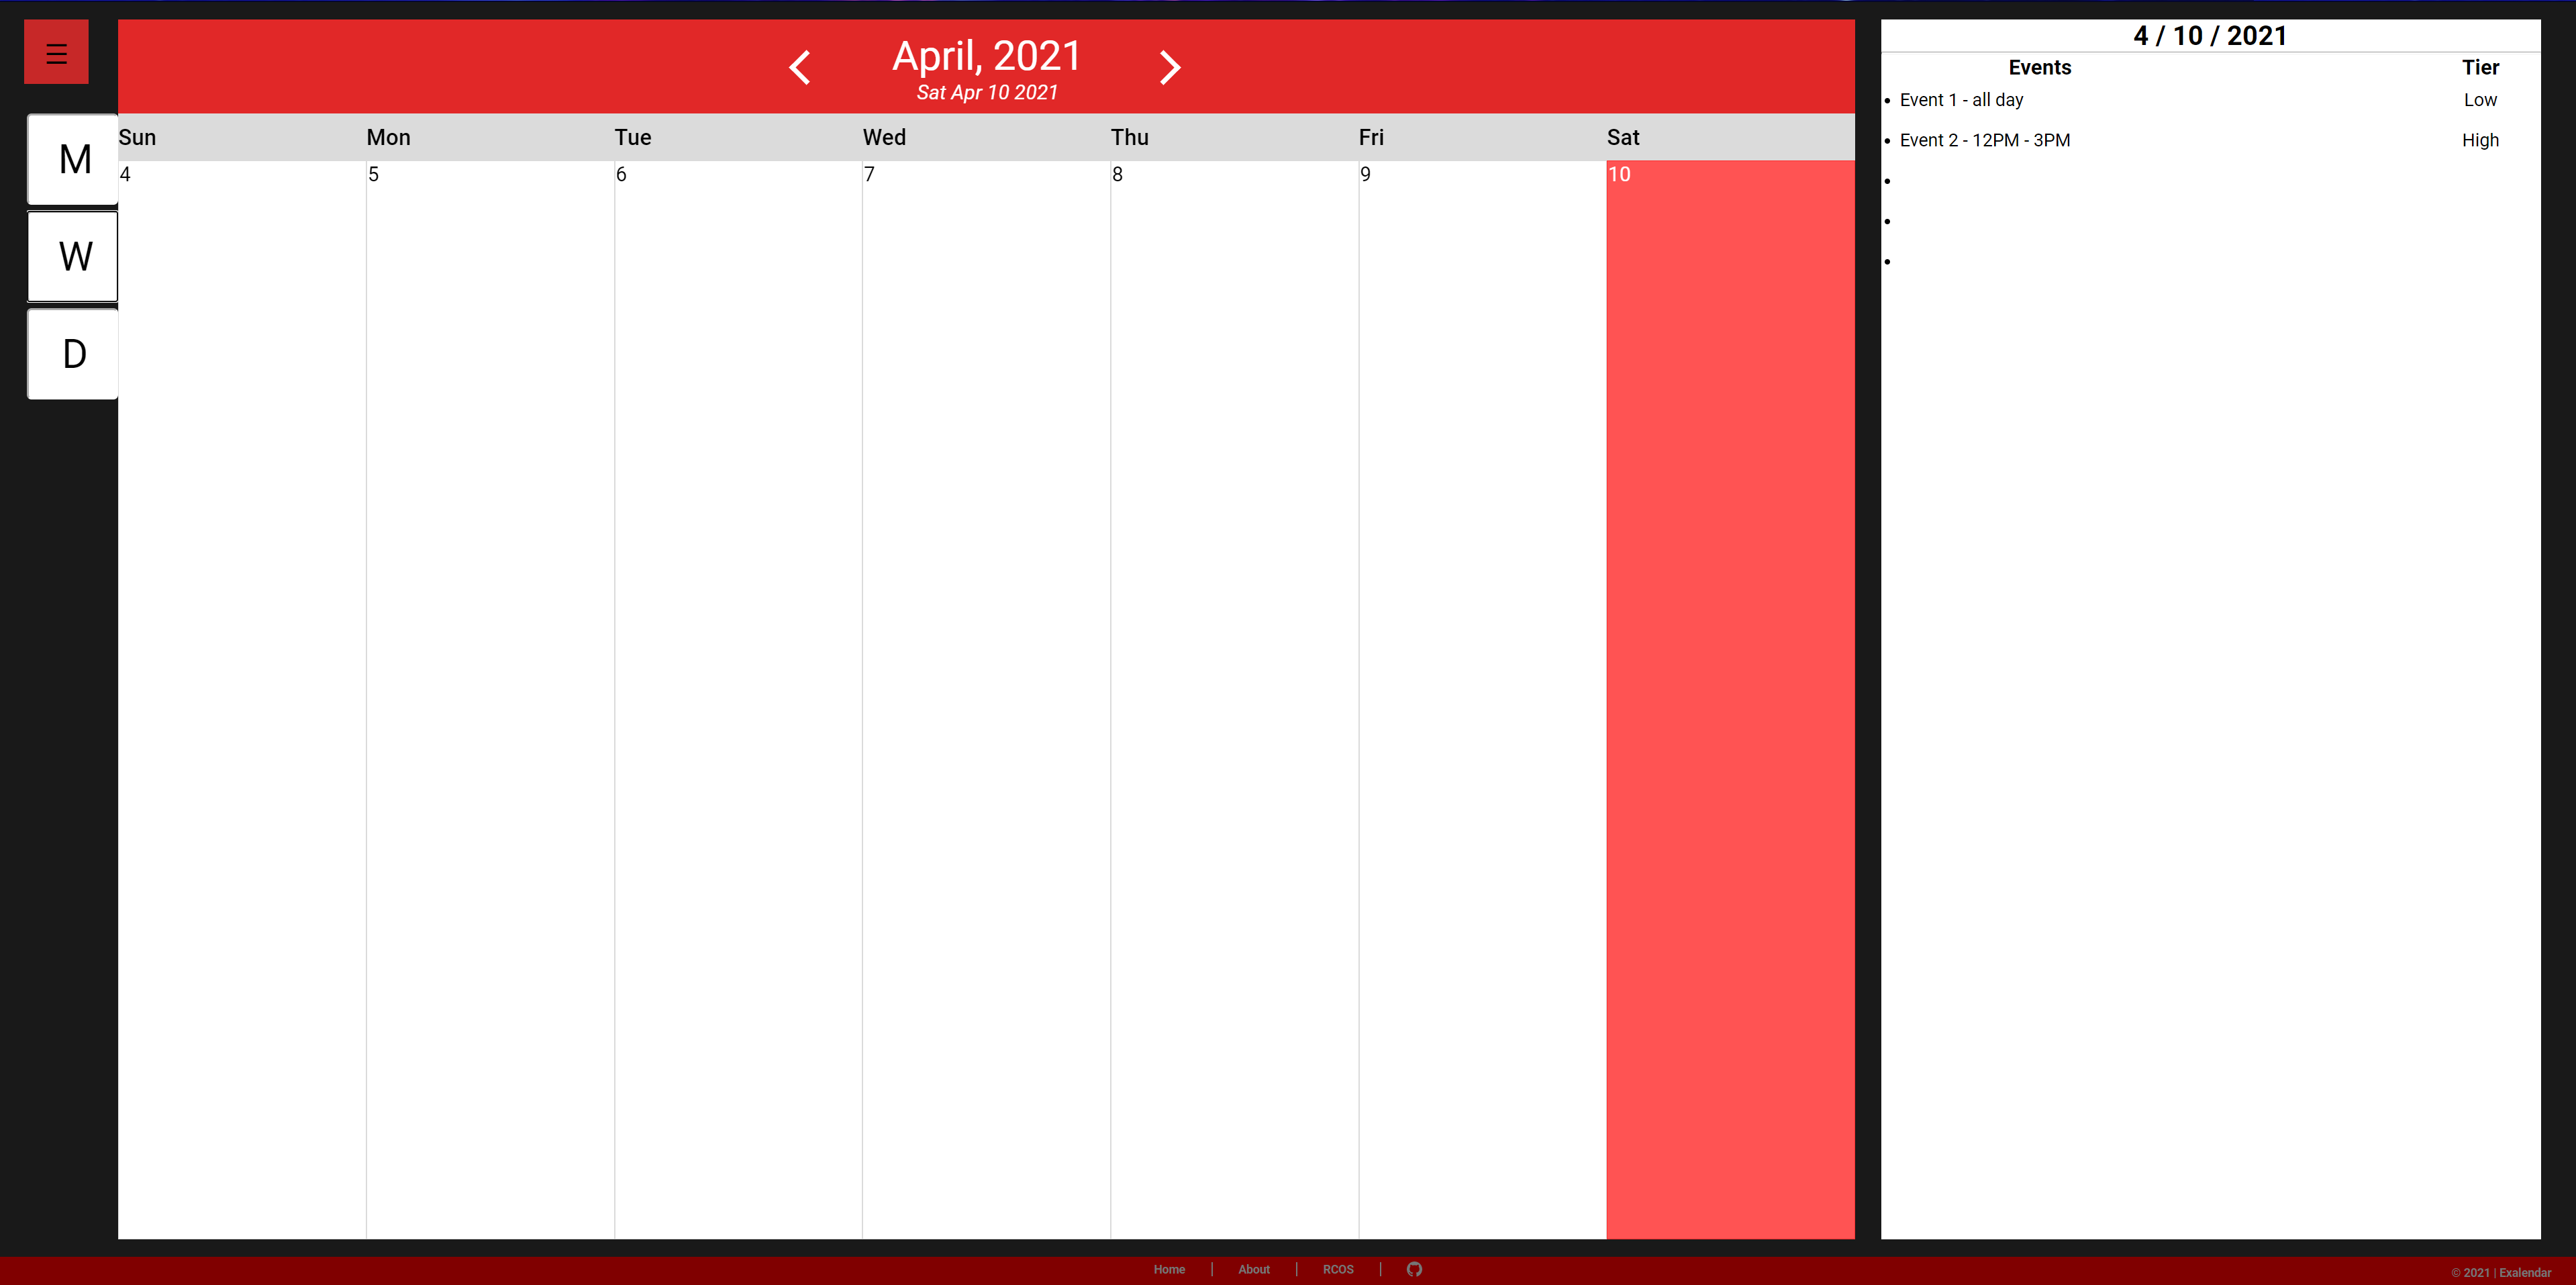 ☰
April, 2021
Sat Apr 10 2021
M
W
D
Sun Mon Tue Wed Thu Fri Sat
4 5 6 7 8 9 10
4 / 10 / 2021
Events Tier
• Event 1 - all day Low
• Event 2 - 12PM - 3PM High
•
•
•
Home | About | RCOS |
© 2021 | Exalendar